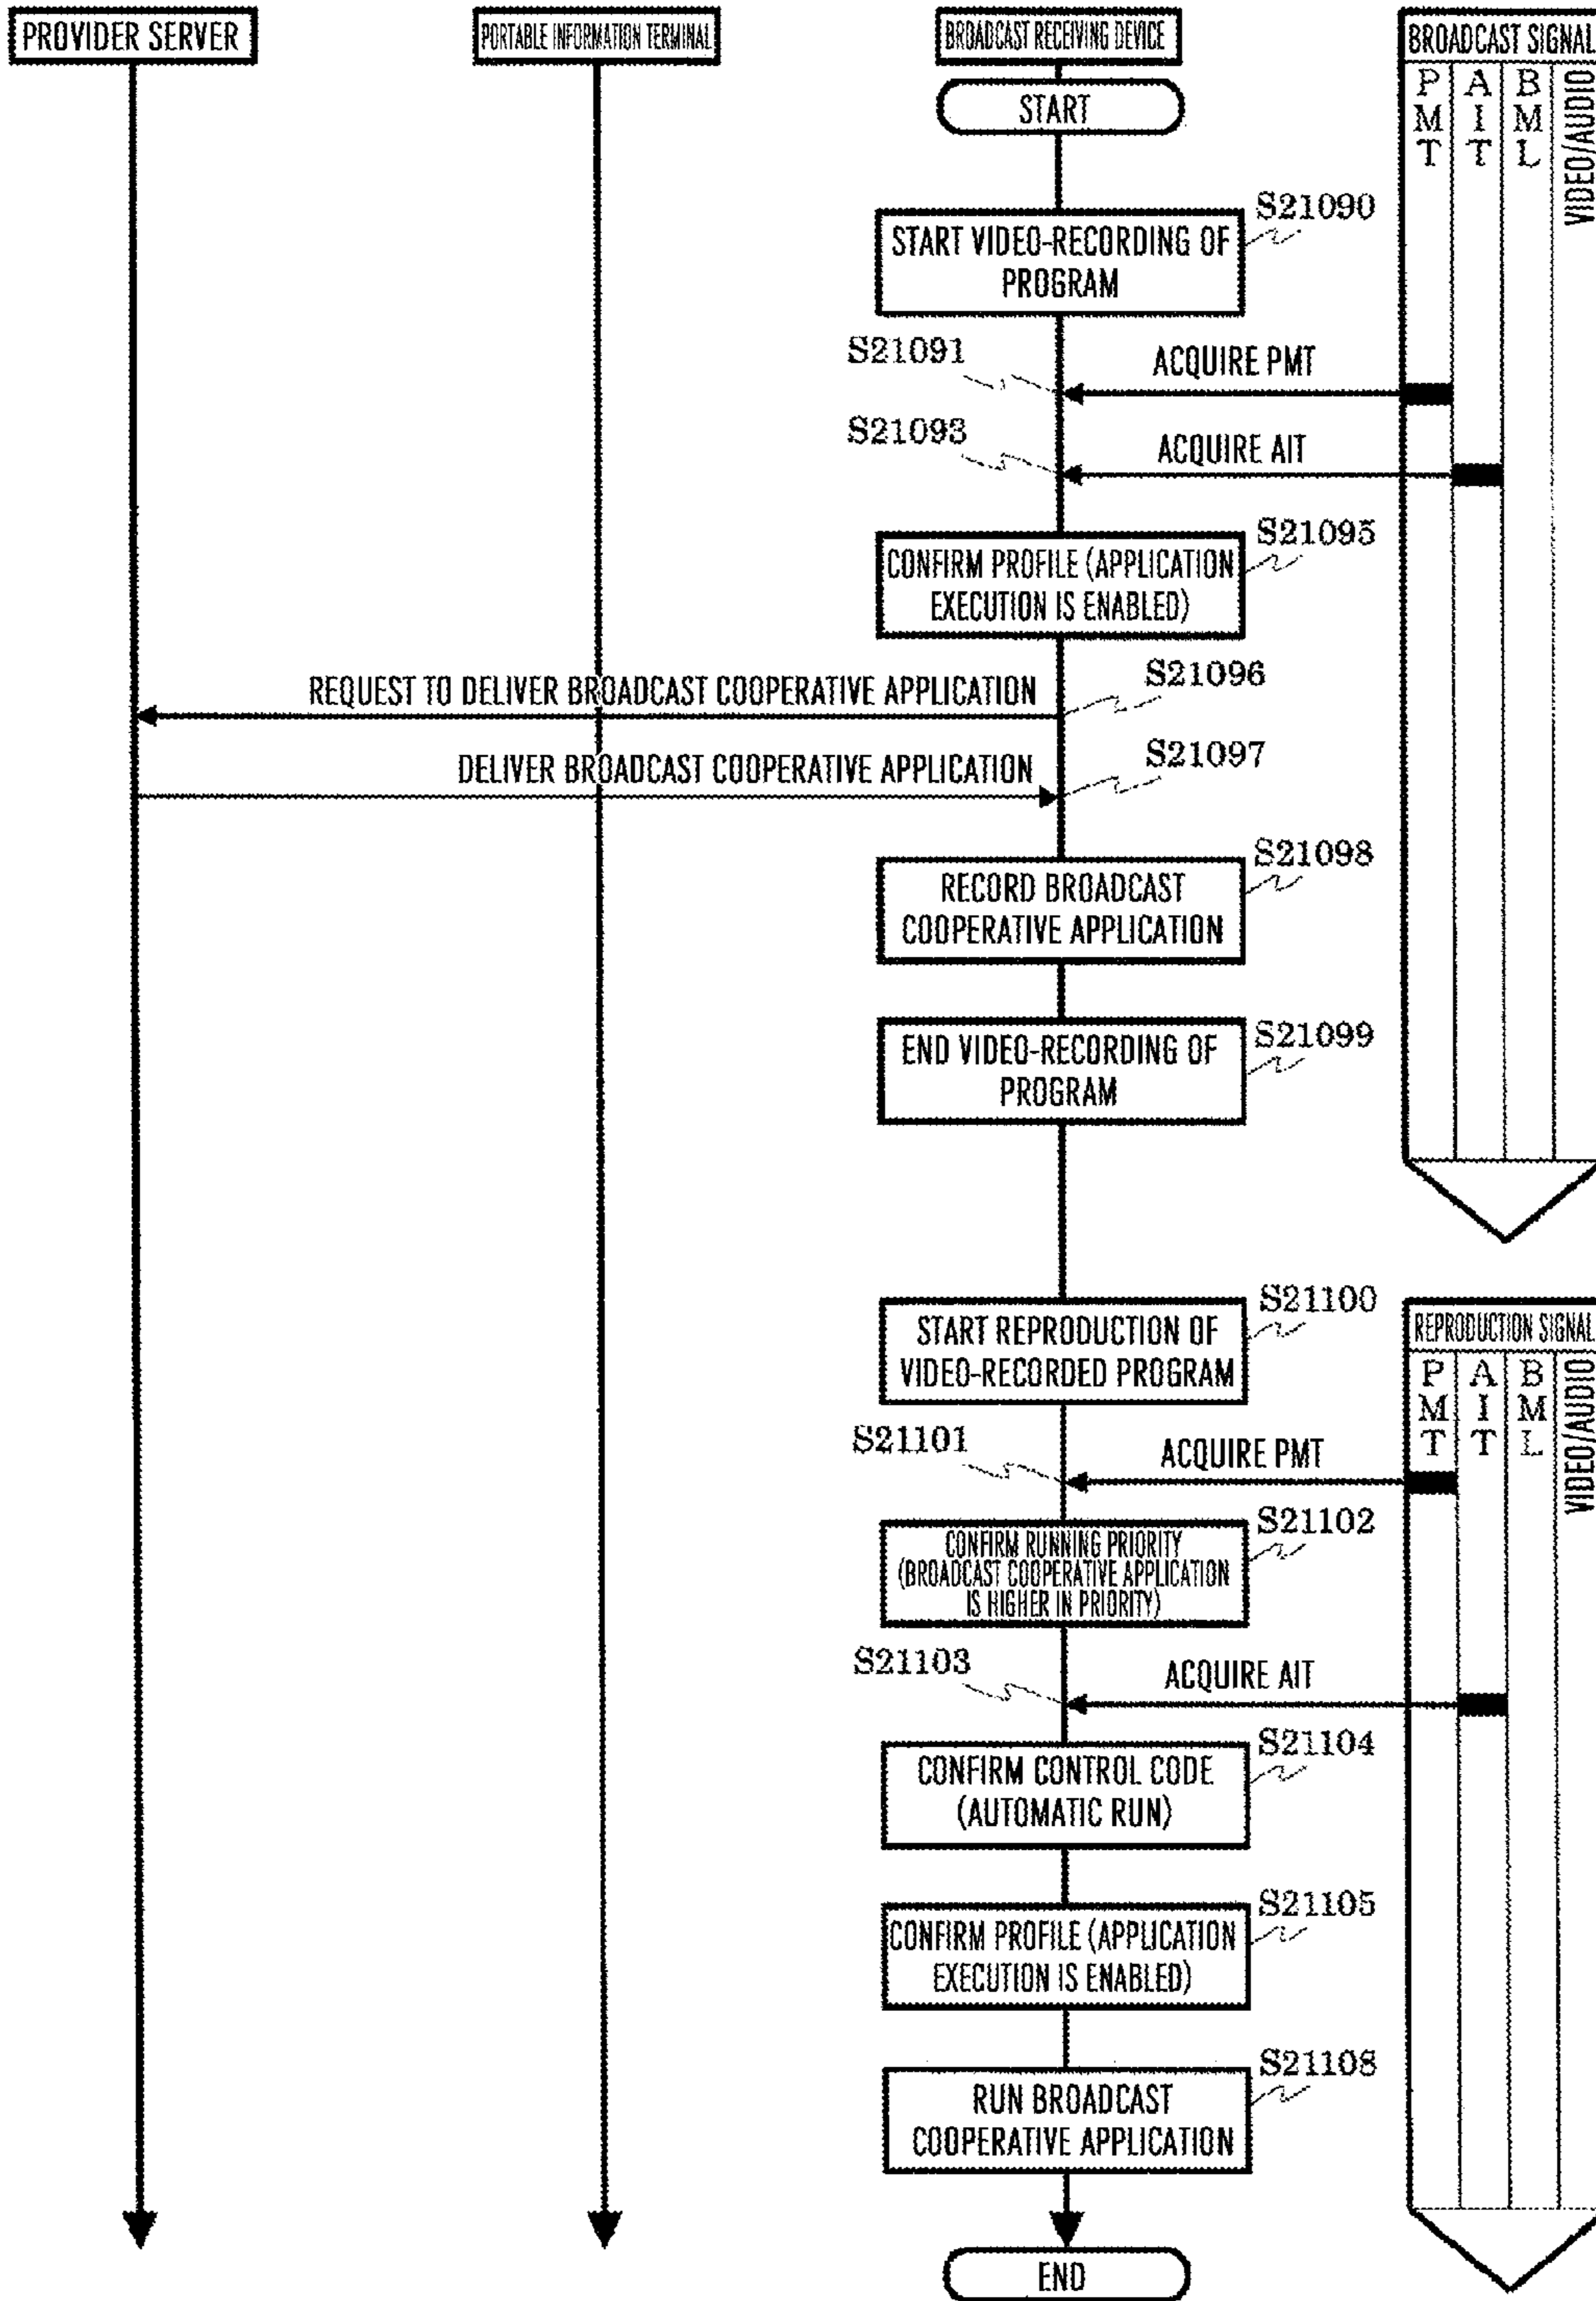 PROVIDER SERVER
PORTABLE INFORMATION TERMINAL
BROADCAST RECEIVING DEVICE
BROADCAST SIGNAL
PMT
AIT
BML
VIDEO/AUDIO
START
S21090
START VIDEO-RECORDING OF
PROGRAM
S21091
ACQUIRE PMT
S21093
ACQUIRE AIT
S21095
CONFIRM PROFILE (APPLICATION
EXECUTION IS ENABLED)
REQUEST TO DELIVER BROADCAST COOPERATIVE APPLICATION
S21096
DELIVER BROADCAST COOPERATIVE APPLICATION
S21097
S21098
RECORD BROADCAST
COOPERATIVE APPLICATION
S21099
END VIDEO-RECORDING OF
PROGRAM
S21100
START REPRODUCTION OF
VIDEO-RECORDED PROGRAM
REPRODUCTION SIGNAL
PMT
AIT
BML
VIDEO/AUDIO
S21101
ACQUIRE PMT
S21102
CONFIRM RUNNING PRIORITY
(BROADCAST COOPERATIVE APPLICATION
IS HIGHER IN PRIORITY)
S21103
ACQUIRE AIT
S21104
CONFIRM CONTROL CODE
(AUTOMATIC RUN)
S21105
CONFIRM PROFILE (APPLICATION
EXECUTION IS ENABLED)
S21108
RUN BROADCAST
COOPERATIVE APPLICATION
END